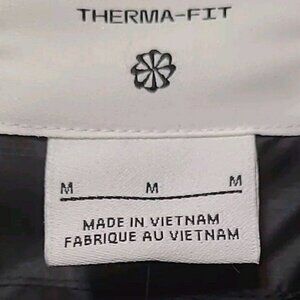 THERMA-FIT
M M M
MADE IN VIETNAM
FABRIQUE AU VIETNAM